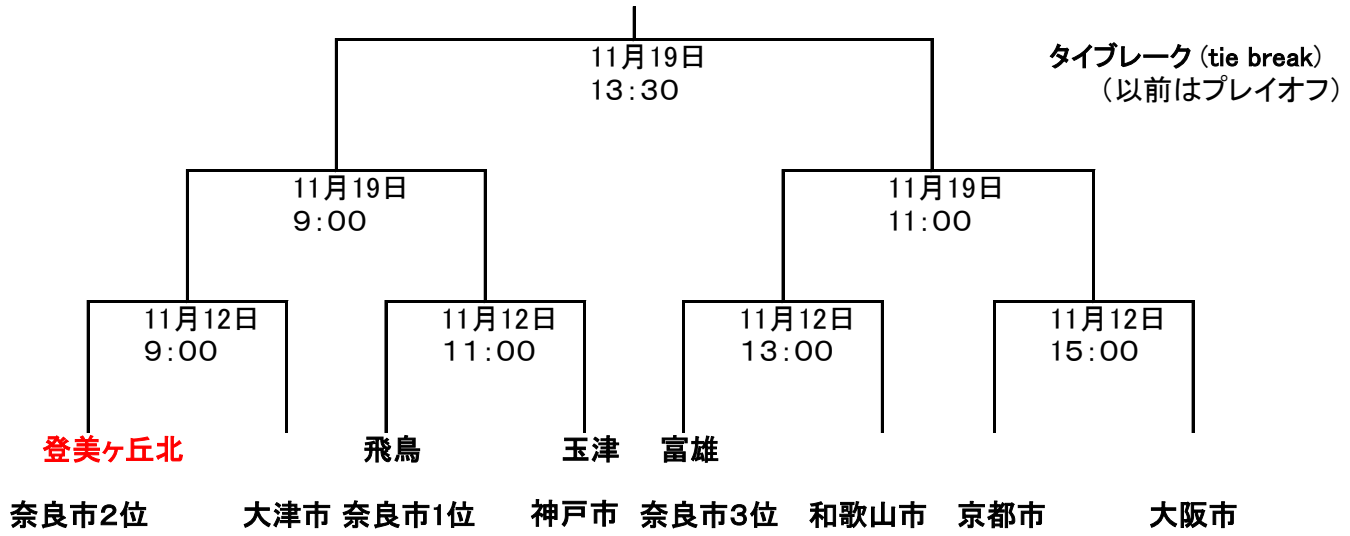 11月19日
13:30
タイブレーク (tie break)
（以前はプレイオフ）
11月19日
9:00
11月19日
11:00
11月12日
9:00
11月12日
11:00
11月12日
13:00
11月12日
15:00
登美ヶ丘北
飛鳥
玉津
富雄
奈良市2位
大津市
奈良市1位
神戸市
奈良市3位
和歌山市
京都市
大阪市